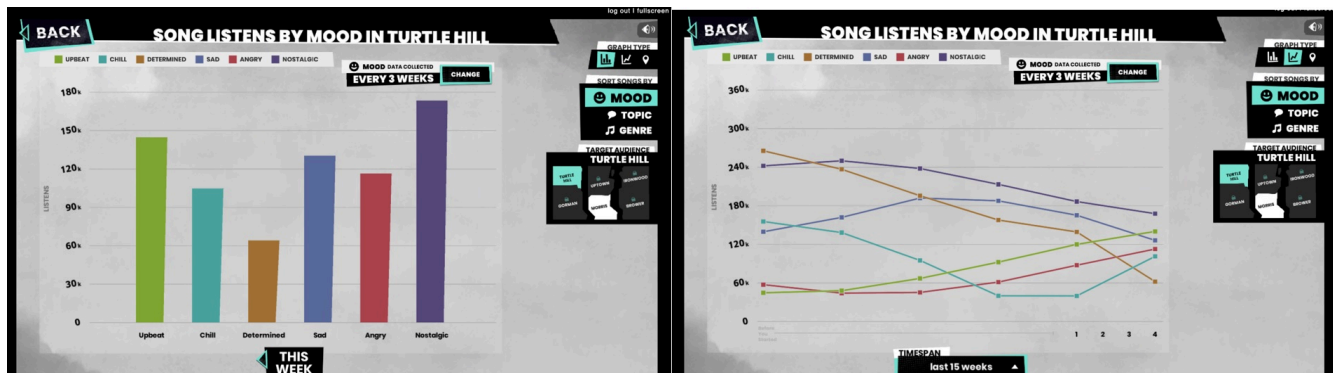 log out | fullscreen
BACK
SONG LISTENS BY MOOD IN TURTLE HILL
UPBEAT CHILL DETERMINED SAD ANGRY NOSTALGIC
MOOD DATA COLLECTED
EVERY 3 WEEKS
CHANGE
GRAPH TYPE
SORT SONGS BY
MOOD
TOPIC
GENRE
TARGET AUDIENCE
TURTLE HILL
TURTLE HILL
UPTOWN
IRONWOOD
GORMAN
MORRIS
BROWER
LISTENS
180k
150k
120k
90k
60k
30k
0
Upbeat Chill Determined Sad Angry Nostalgic
THIS
WEEK
BACK
SONG LISTENS BY MOOD IN TURTLE HILL
UPBEAT CHILL DETERMINED SAD ANGRY NOSTALGIC
MOOD DATA COLLECTED
EVERY 3 WEEKS
CHANGE
GRAPH TYPE
SORT SONGS BY
MOOD
TOPIC
GENRE
TARGET AUDIENCE
TURTLE HILL
TURTLE HILL
UPTOWN
IRONWOOD
GORMAN
MORRIS
BROWER
LISTENS
360k
300k
240k
180k
120k
60k
0
1 2 3 4
TIMESPAN
last 15 weeks